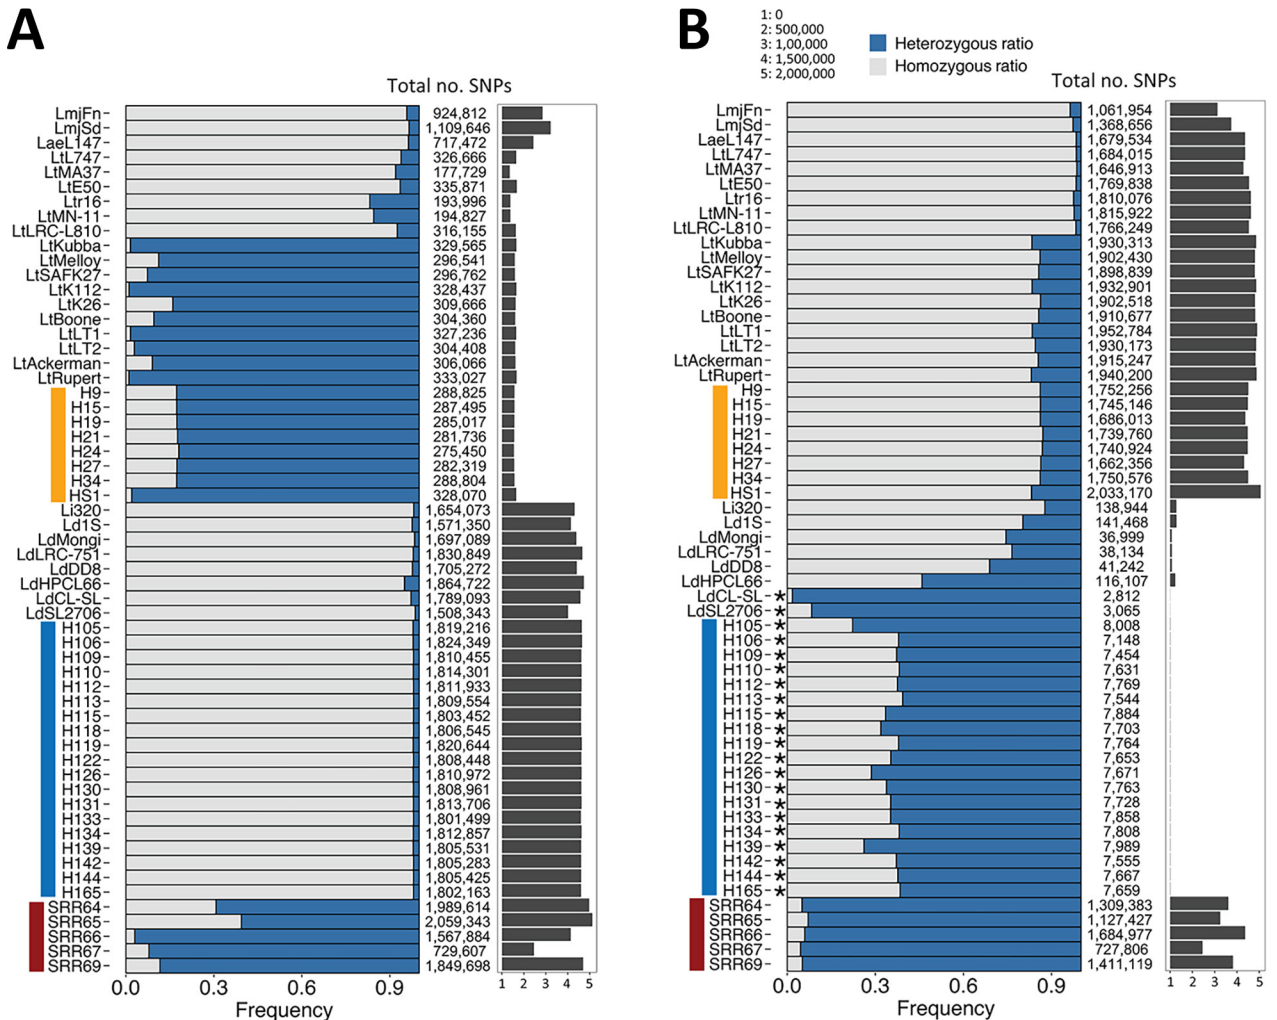 A
Total no. SNPs
LmjFn 924,812
LmjSd 1,109,646
LaeL147 717,472
LtL747 326,666
LtMA37 177,729
LtE50 335,871
Ltr16 193,996
LtMN-11 194,827
LtLRC-L810 316,155
LtKubba 329,565
LtMelloy 296,541
LtSAFK27 296,762
LtK112 328,437
LtK26 309,666
LtBoone 304,360
LtLT1 327,236
LtLT2 304,408
LtAckerman 306,066
LtRupert 333,027
H9 288,825
H15 287,495
H19 285,017
H21 281,736
H24 275,450
H27 282,319
H34 288,804
HS1 328,070
Li320 1,654,073
Ld1S 1,571,350
LdMongi 1,697,089
LdLRC-751 1,830,849
LdDD8 1,705,272
LdHPCL66 1,864,722
LdCL-SL 1,789,093
LdSL2706 1,508,343
H105 1,819,216
H106 1,824,349
H109 1,810,455
H110 1,814,301
H112 1,811,933
H113 1,809,554
H115 1,803,452
H118 1,806,545
H119 1,820,644
H122 1,808,448
H126 1,810,972
H130 1,808,961
H131 1,813,706
H133 1,801,499
H134 1,812,857
H139 1,805,531
H142 1,805,283
H144 1,805,425
H165 1,802,163
SRR64 1,989,614
SRR65 2,059,343
SRR66 1,567,884
SRR67 729,607
SRR69 1,849,698
0.0 0.3 0.6 0.9 1 2 3 4 5
Frequency
B
1: 0
2: 500,000
3: 1,00,000
4: 1,500,000
5: 2,000,000
Heterozygous ratio
Homozygous ratio
Total no. SNPs
LmjFn 1,061,954
LmjSd 1,368,656
LaeL147 1,679,534
LtL747 1,684,015
LtMA37 1,646,913
LtE50 1,769,838
Ltr16 1,810,076
LtMN-11 1,815,922
LtLRC-L810 1,766,249
LtKubba 1,930,313
LtMelloy 1,902,430
LtSAFK27 1,898,839
LtK112 1,932,901
LtK26 1,902,518
LtBoone 1,910,677
LtLT1 1,952,784
LtLT2 1,930,173
LtAckerman 1,915,247
LtRupert 1,940,200
H9 1,752,256
H15 1,745,146
H19 1,686,013
H21 1,739,760
H24 1,740,924
H27 1,662,356
H34 1,750,576
HS1 2,033,170
Li320 138,944
Ld1S 141,468
LdMongi 36,999
LdLRC-751 38,134
LdDD8 41,242
LdHPCL66 116,107
LdCL-SL * 2,812
LdSL2706 * 3,065
H105 * 8,008
H106 * 7,148
H109 * 7,454
H110 * 7,631
H112 * 7,769
H113 * 7,544
H115 * 7,884
H118 * 7,703
H119 * 7,764
H122 * 7,653
H126 * 7,671
H130 * 7,763
H131 * 7,728
H133 * 7,858
H134 * 7,808
H139 * 7,989
H142 * 7,555
H144 * 7,667
H165 * 7,659
SRR64 1,309,383
SRR65 1,127,427
SRR66 1,684,977
SRR67 727,806
SRR69 1,411,119
0.0 0.3 0.6 0.9 1 2 3 4 5
Frequency